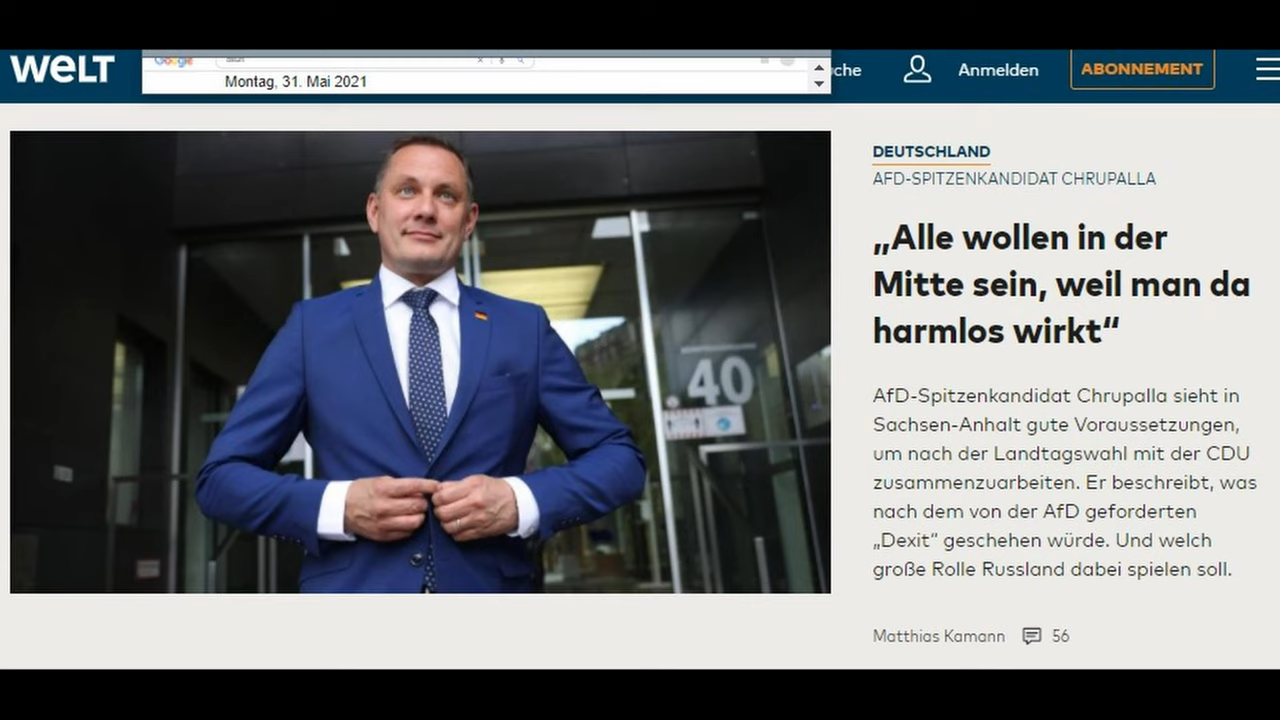 WELT
Google
Montag, 31. Mai 2021
che
Anmelden
ABONNEMENT
40
DEUTSCHLAND
AFD-SPITZENKANDIDAT CHRUPALLA
„Alle wollen in der
Mitte sein, weil man da
harmlos wirkt“
AfD-Spitzenkandidat Chrupalla sieht in
Sachsen-Anhalt gute Voraussetzungen,
um nach der Landtagswahl mit der CDU
zusammenzuarbeiten. Er beschreibt, was
nach dem von der AfD geforderten
„Dexit“ geschehen würde. Und welch
große Rolle Russland dabei spielen soll.
Matthias Kamann 56